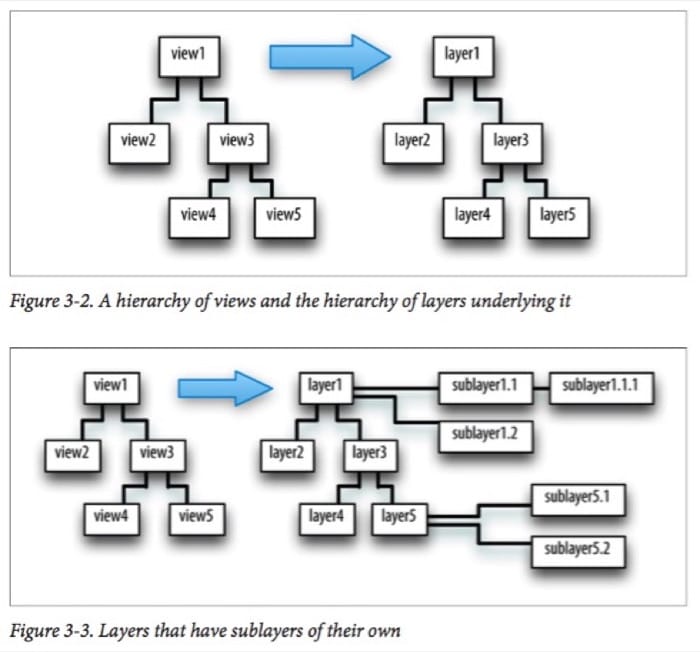 view1
layer1
view2
view3
layer2
layer3
view4
view5
layer4
layer5
Figure 3-2. A hierarchy of views and the hierarchy of layers underlying it
view1
layer1
sublayer1.1
sublayer1.1.1
sublayer1.2
view2
view3
layer2
layer3
sublayer5.1
view4
view5
layer4
layer5
sublayer5.2
Figure 3-3. Layers that have sublayers of their own